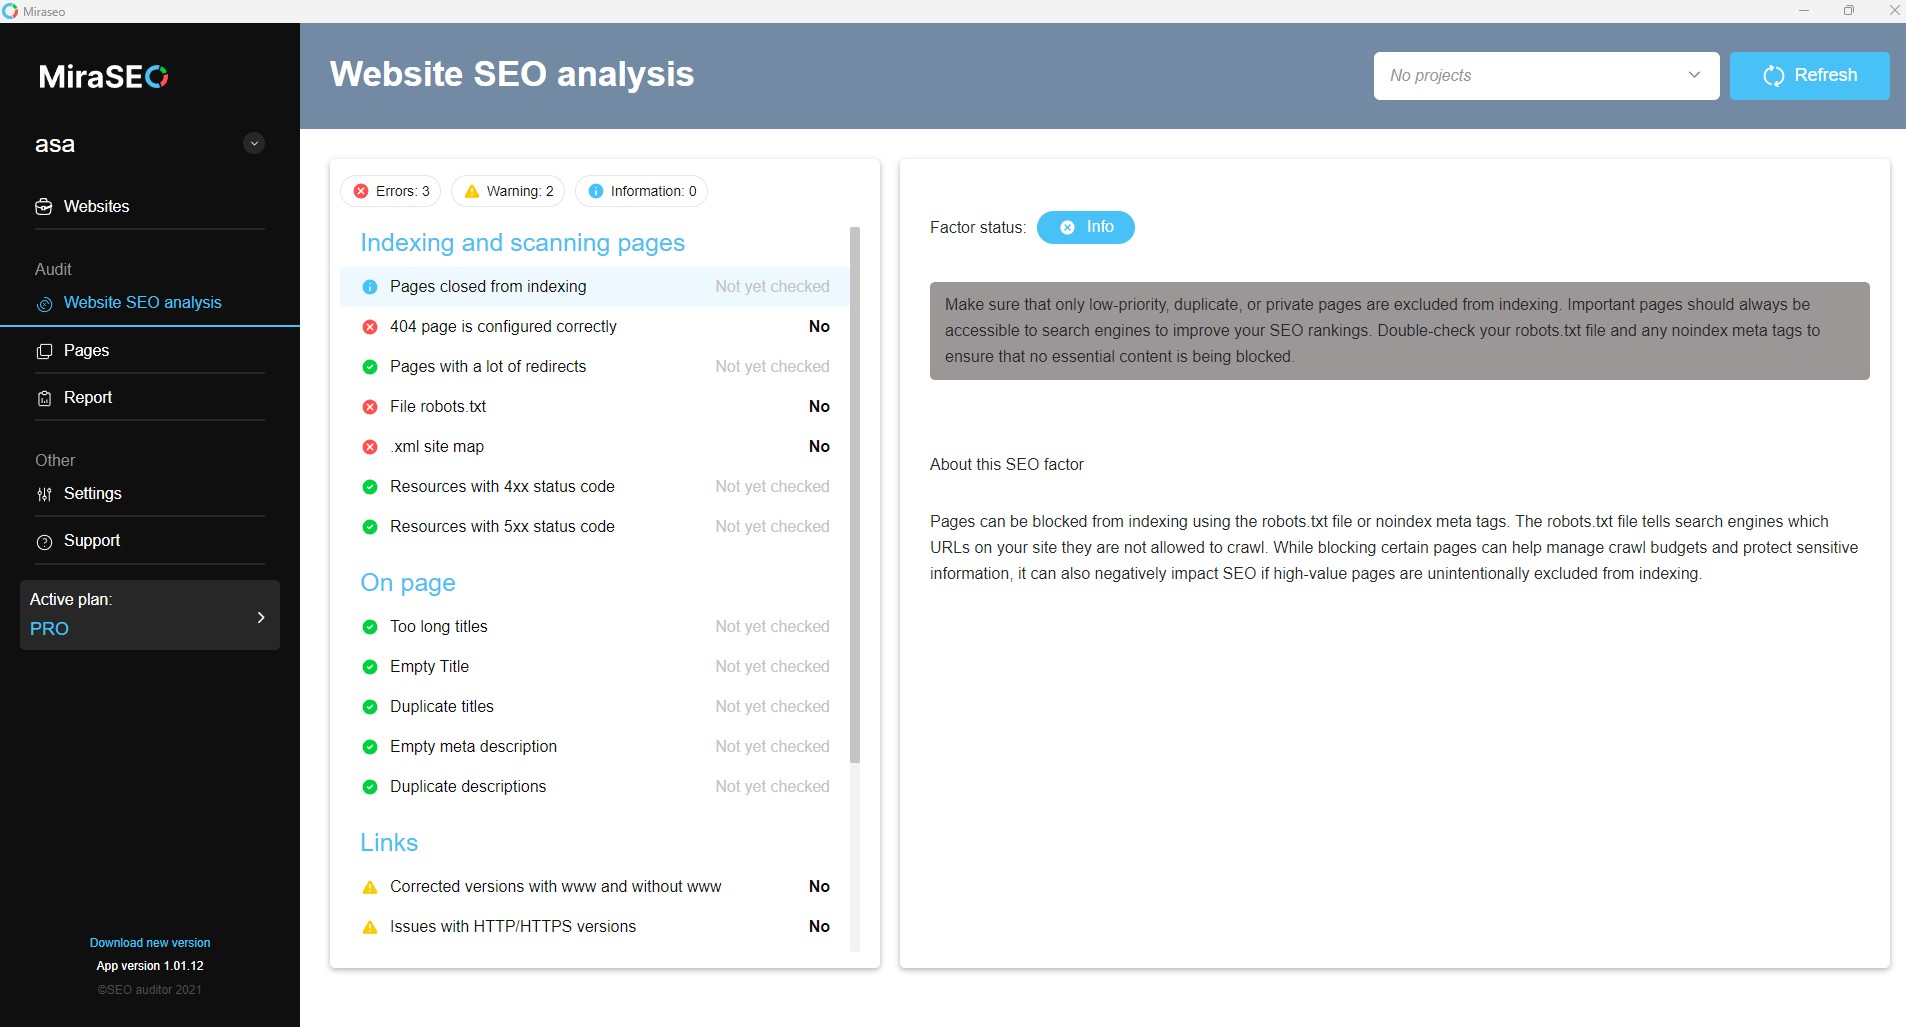 Miraseo
MiraSEO
asa
Websites
Audit
Website SEO analysis
Pages
Report
Other
Settings
Support
Active plan:
PRO
Download new version
App version 1.01.12
©SEO auditor 2021
Website SEO analysis
No projects
Refresh
Errors: 3
Warning: 2
Information: 0
Indexing and scanning pages
Pages closed from indexing Not yet checked
404 page is configured correctly No
Pages with a lot of redirects Not yet checked
File robots.txt No
.xml site map No
Resources with 4xx status code Not yet checked
Resources with 5xx status code Not yet checked
On page
Too long titles Not yet checked
Empty Title Not yet checked
Duplicate titles Not yet checked
Empty meta description Not yet checked
Duplicate descriptions Not yet checked
Links
Corrected versions with www and without www No
Issues with HTTP/HTTPS versions No
Factor status: Info
Make sure that only low-priority, duplicate, or private pages are excluded from indexing. Important pages should always be
accessible to search engines to improve your SEO rankings. Double-check your robots.txt file and any noindex meta tags to
ensure that no essential content is being blocked.
About this SEO factor
Pages can be blocked from indexing using the robots.txt file or noindex meta tags. The robots.txt file tells search engines which
URLs on your site they are not allowed to crawl. While blocking certain pages can help manage crawl budgets and protect sensitive
information, it can also negatively impact SEO if high-value pages are unintentionally excluded from indexing.